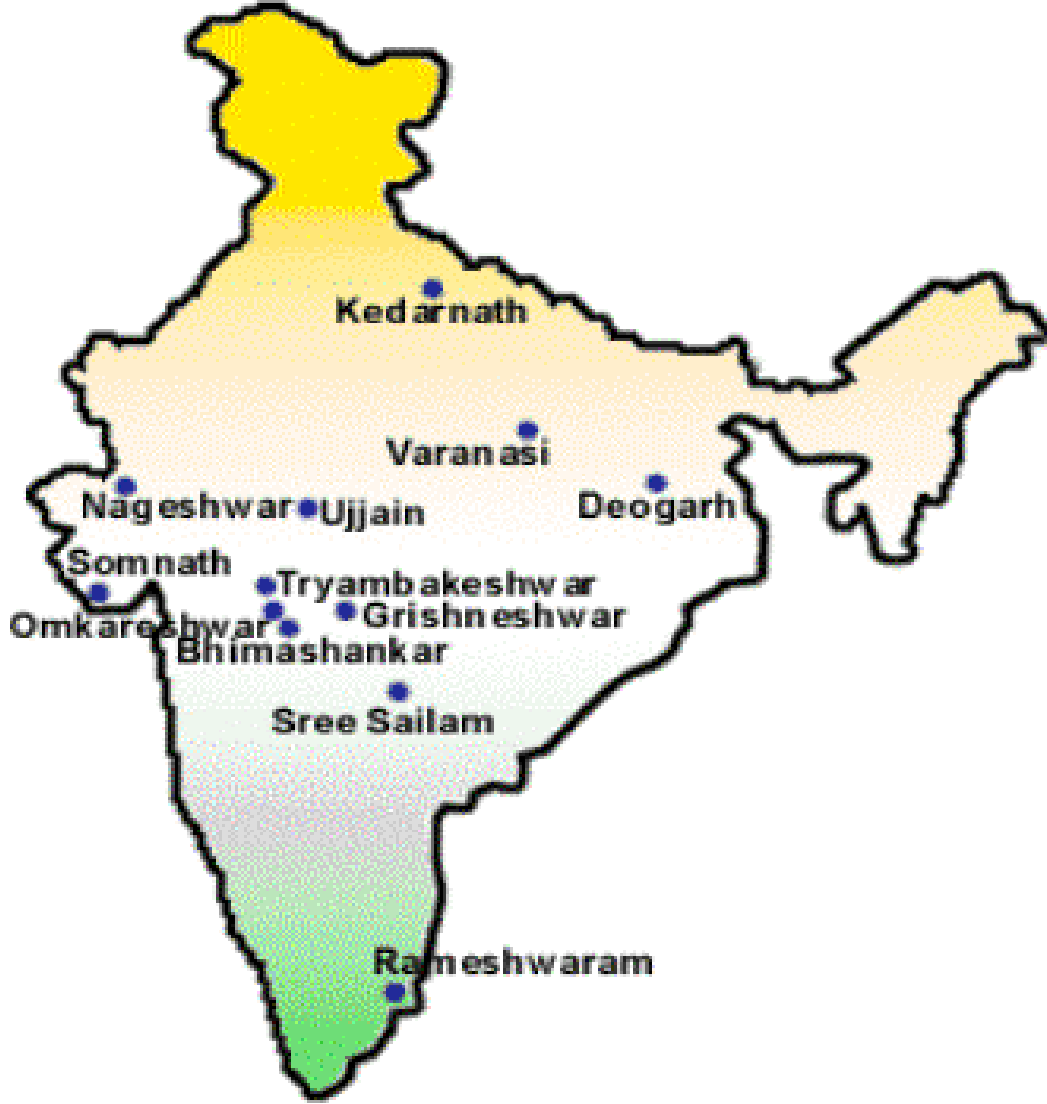 Kedarnath
Varanasi
Nageshwar
Ujjain
Deogarh
Somnath
Tryambakeshwar
Grishneshwar
Omkareshwar
Bhimashankar
Sree Sailam
Rameshwaram